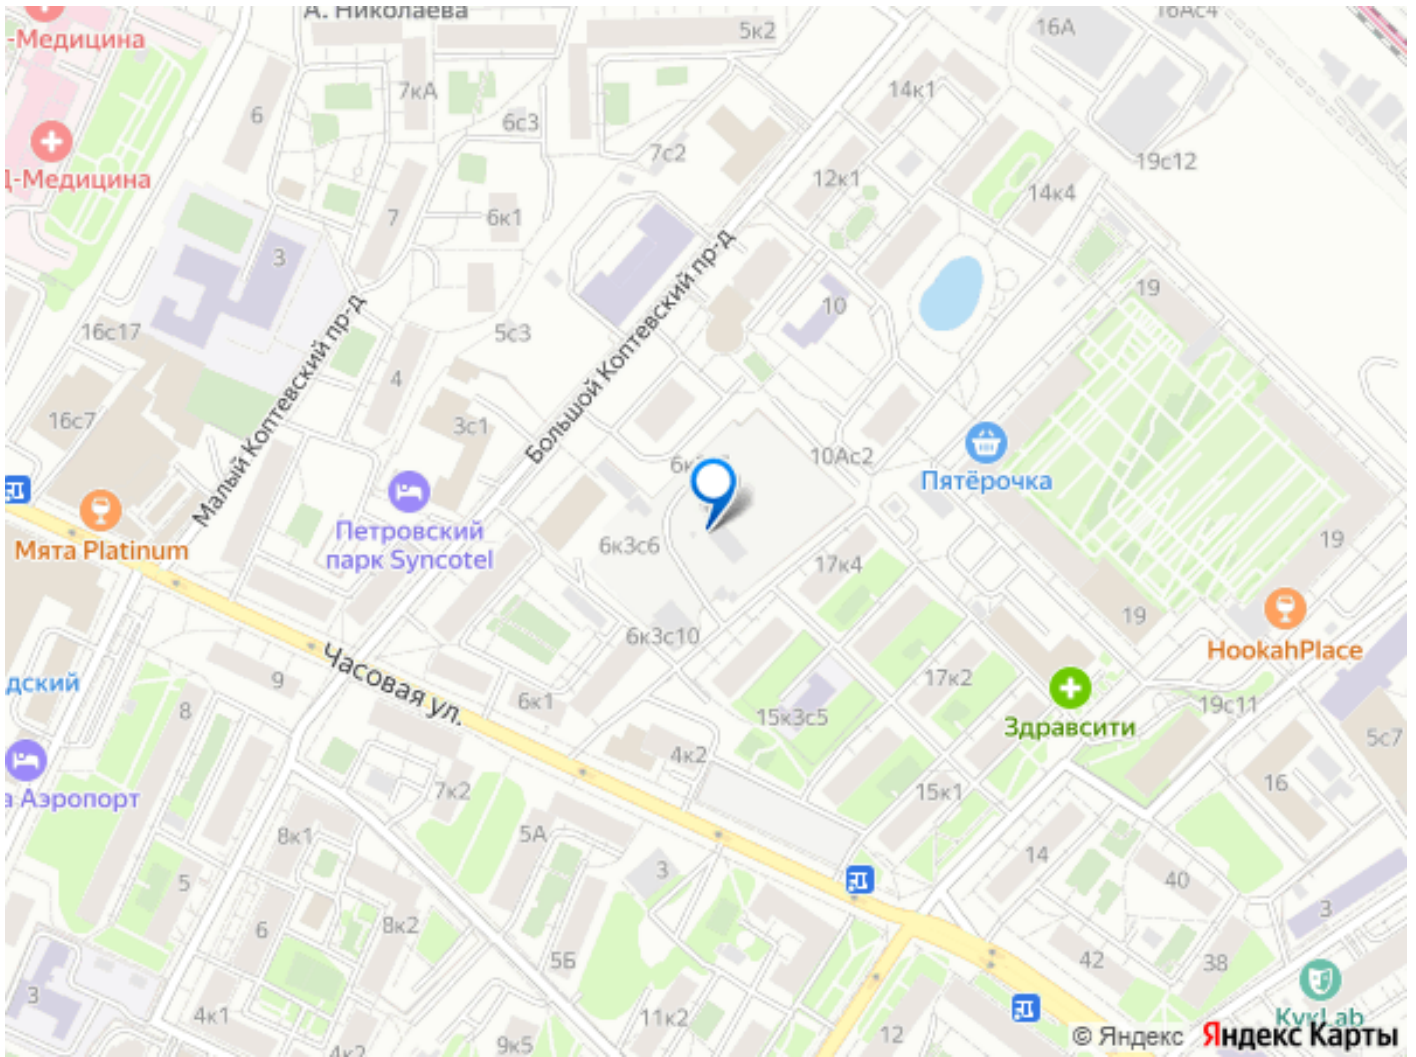 А. Николаева
16А
16Ас4
5к2
-Медицина
7кА
14к1
6
6с3
7с2
19с12
Д-Медицина
12к1
14к4
7
6к1
3
Большой Коптевский пр-д
19
10
Малый Коптевский пр-д
16с17
5с3
4
16с7
3с1
10Ас2
Пятёрочка
Петровский
парк Syncotel
Мята Platinum
6к3с6
17к4
19
19
6к3с10
HookahPlace
Часовая ул.
дский
9
17к2
8
6к1
15к3с5
19с11
Здравсити
5с7
4к2
а Аэропорт
7к2
15к1
16
8к1
5А
14
3
40
5
3
6
8к2
5Б
42
38
3
4к1
11к2
12
KvrLab
9к5
4к2
© Яндекс Яндекс Карты